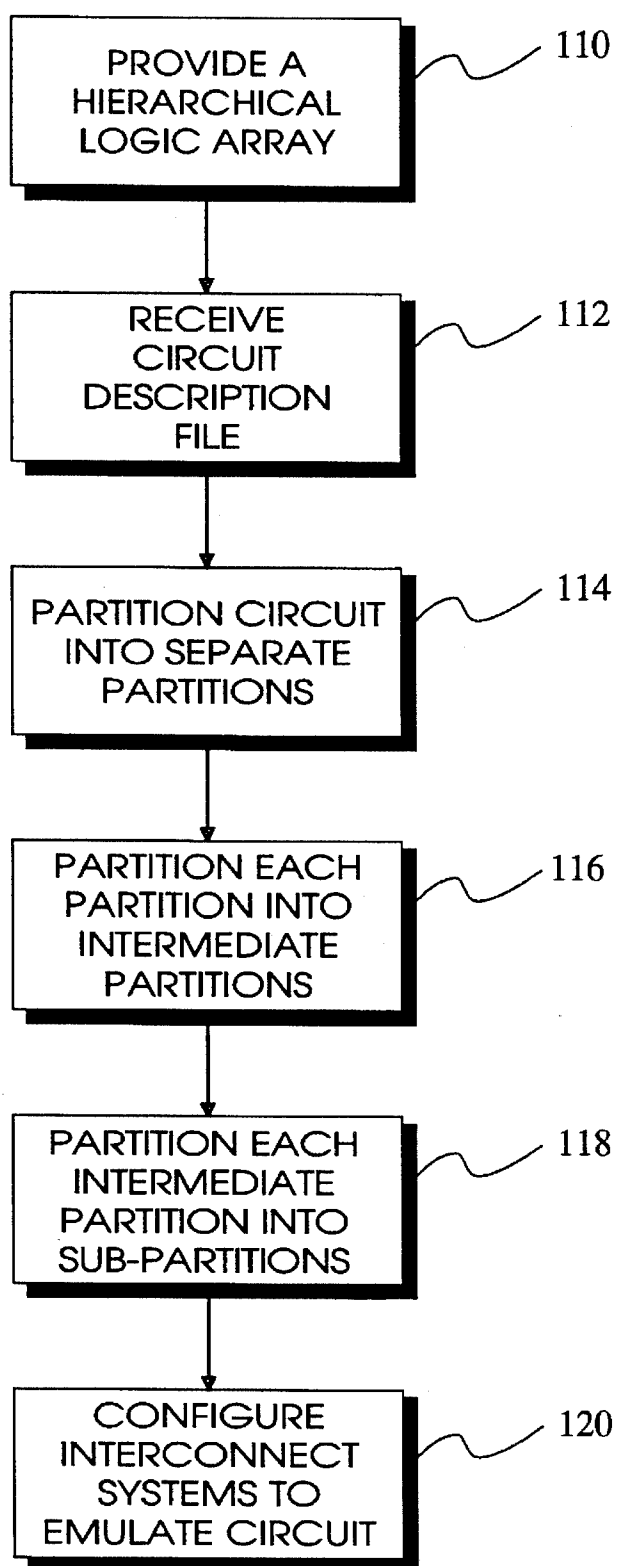 PROVIDE A
HIERARCHICAL
LOGIC ARRAY
110
RECEIVE
CIRCUIT
DESCRIPTION
FILE
112
PARTITION CIRCUIT
INTO SEPARATE
PARTITIONS
114
PARTITION EACH
PARTITION INTO
INTERMEDIATE
PARTITIONS
116
PARTITION EACH
INTERMEDIATE
PARTITION INTO
SUB-PARTITIONS
118
CONFIGURE
INTERCONNECT
SYSTEMS TO
EMULATE CIRCUIT
120